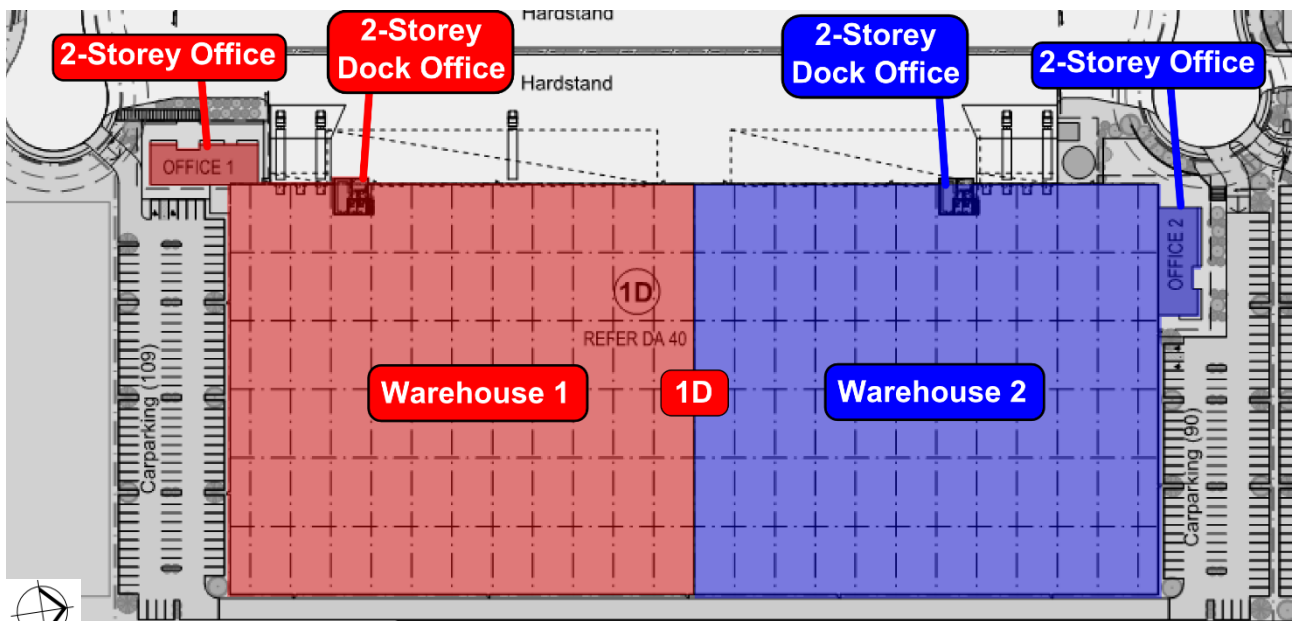 Hardstand
2-Storey Office
2-Storey
Dock Office
2-Storey
Dock Office
2-Storey Office
Hardstand
OFFICE 1
OFFICE 2
1D
REFER DA 40
Warehouse 1
1D
Warehouse 2
Carparking (109)
Carparking (90)